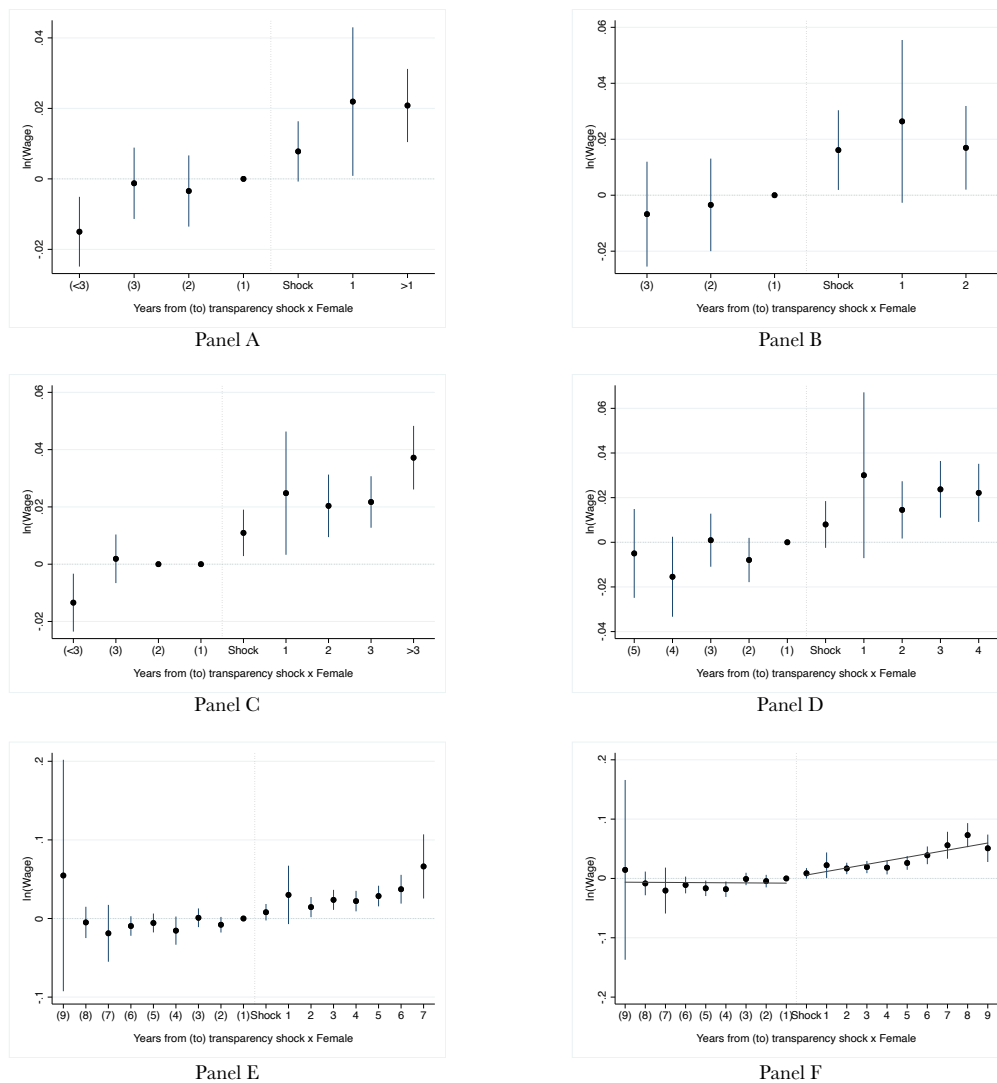 ln(Wage)
.04
.02
0
-.02
(<3) (3) (2) (1) Shock 1 >1
Years from (to) transparency shock x Female
Panel A
ln(Wage)
.06
.04
.02
0
-.02
(3) (2) (1) Shock 1 2
Years from (to) transparency shock x Female
Panel B
ln(Wage)
.06
.04
.02
0
-.02
(<3) (3) (2) (1) Shock 1 2 3 >3
Years from (to) transparency shock x Female
Panel C
ln(Wage)
.06
.04
.02
0
-.02
-.04
(5) (4) (3) (2) (1) Shock 1 2 3 4
Years from (to) transparency shock x Female
Panel D
ln(Wage)
.2
.1
0
-.1
(9) (8) (7) (6) (5) (4) (3) (2) (1) Shock 1 2 3 4 5 6 7
Years from (to) transparency shock x Female
Panel E
ln(Wage)
.2
.1
0
-.1
-.2
(9) (8) (7) (6) (5) (4) (3) (2) (1) Shock 1 2 3 4 5 6 7 8 9
Years from (to) transparency shock x Female
Panel F